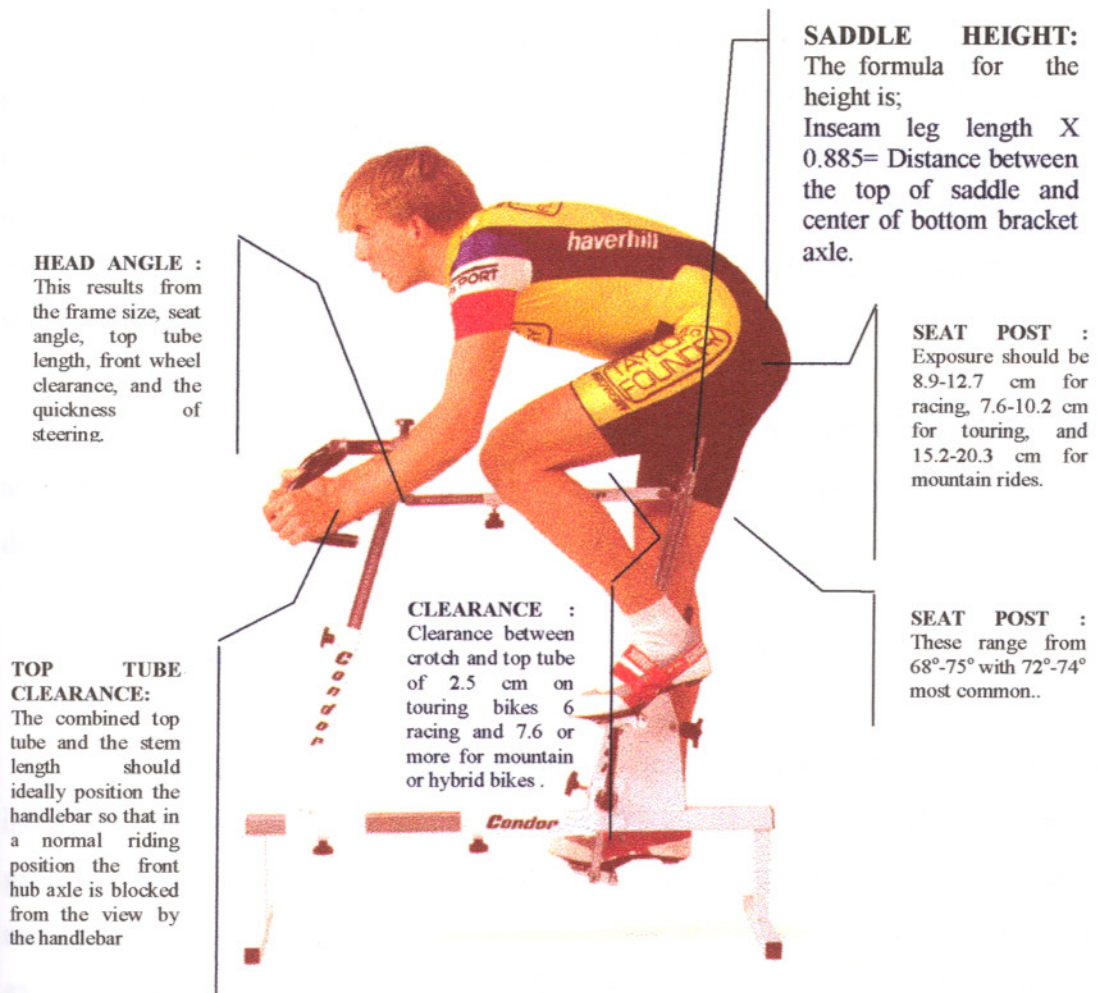 SADDLE HEIGHT:
The formula for the
height is;
Inseam leg length X
0.885= Distance between
the top of saddle and
center of bottom bracket
axle.
HEAD ANGLE :
This results from
the frame size, seat
angle, top tube
length, front wheel
clearance, and the
quickness of
steering.
haverhill
PORT
TAYLOR
FOUNDRY
SEAT POST :
Exposure should be
8.9-12.7 cm for
racing, 7.6-10.2 cm
for touring, and
15.2-20.3 cm for
mountain rides.
CLEARANCE :
Clearance between
crotch and top tube
of 2.5 cm on
touring bikes 6
racing and 7.6 or
more for mountain
or hybrid bikes .
SEAT POST :
These range from
68°-75° with 72°-74°
most common..
TOP TUBE
CLEARANCE:
The combined top
tube and the stem
length should
ideally position the
handlebar so that in
a normal riding
position the front
hub axle is blocked
from the view by
the handlebar
Condor
Condor